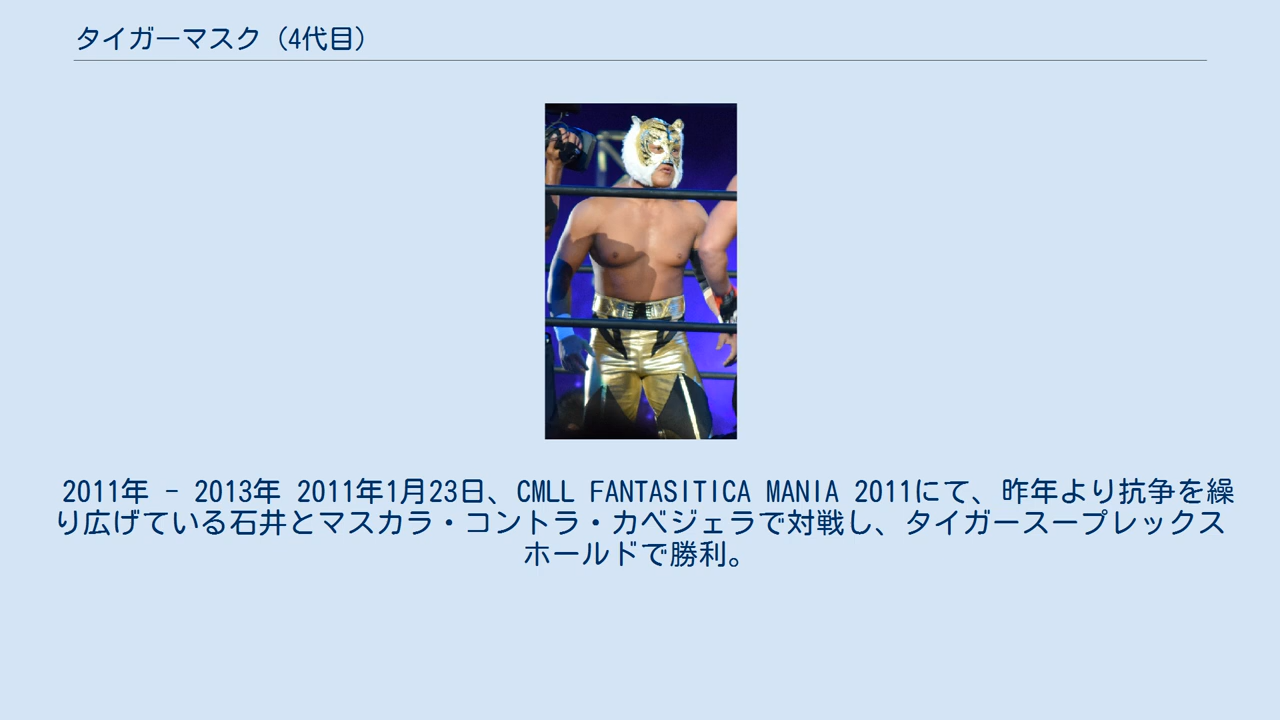 タイガーマスク（4代目）
2011年 - 2013年 2011年1月23日、CMLL FANTASITICA MANIA 2011にて、昨年より抗争を繰
り広げている石井とマスカラ・コントラ・カベジェラで対戦し、タイガースープレックス
ホールドで勝利。